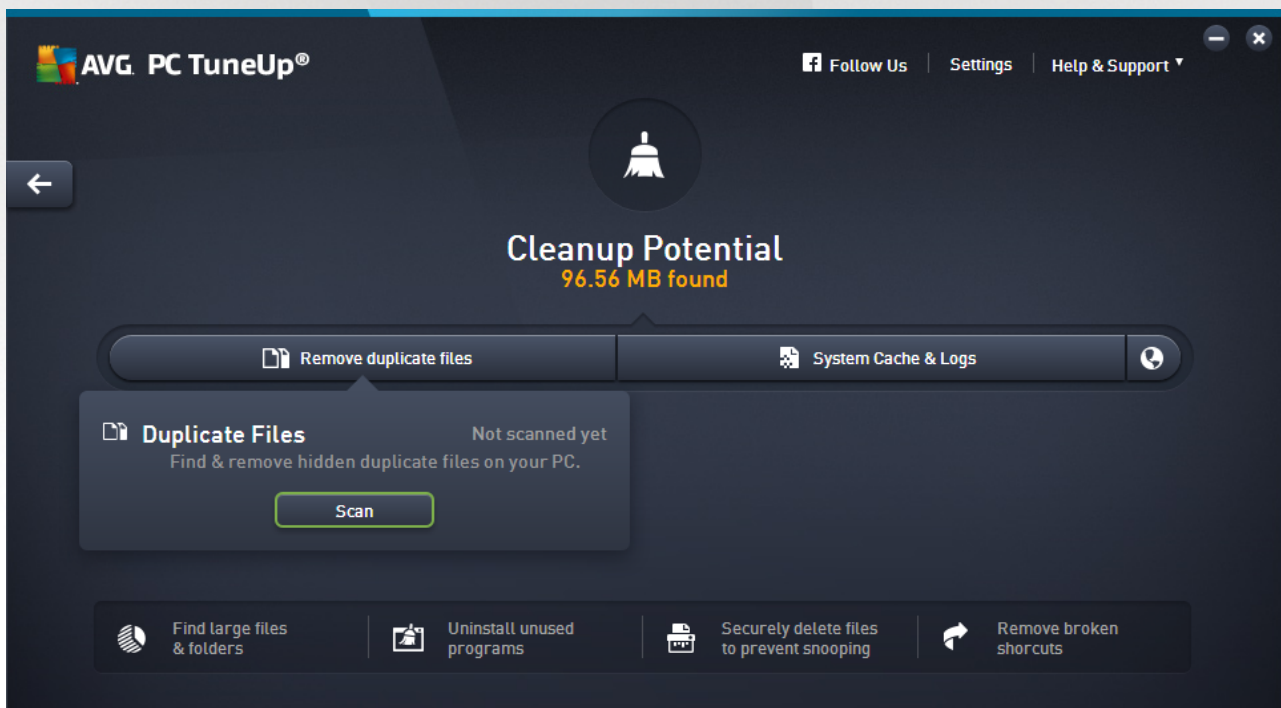 AVG. PC TuneUp®
Follow Us
Settings
Help & Support
Cleanup Potential
96.56 MB found
Remove duplicate files
System Cache & Logs
Duplicate Files
Not scanned yet
Find & remove hidden duplicate files on your PC.
Scan
Find large files
& folders
Uninstall unused
programs
Securely delete files
to prevent snooping
Remove broken
shorcuts